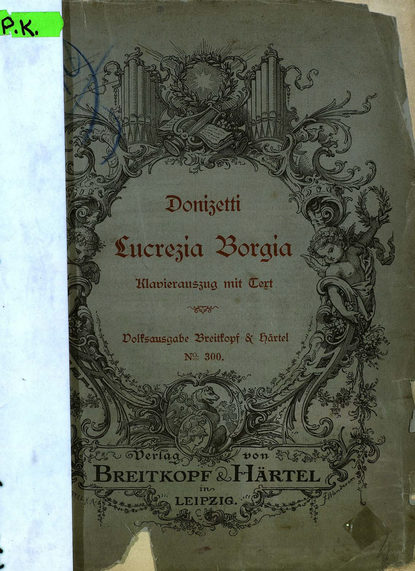 P.K.
Donizetti
Lucrezia Borgia
Klavierauszug mit Text
Volksausgabe Breitkopf & Härtel
No. 300.
Verlag von
BREITKOPF & HÄRTEL
in
LEIPZIG.